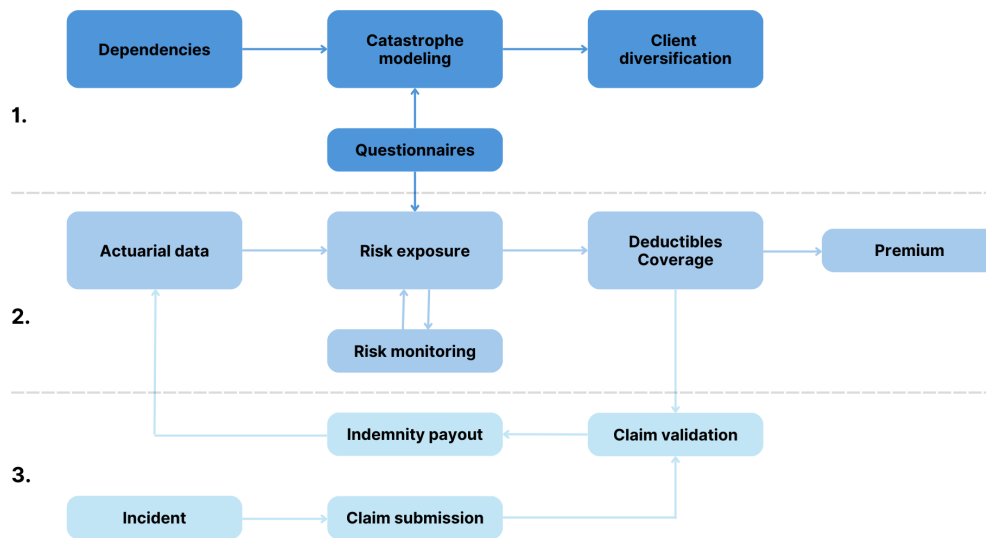 Dependencies
Catastrophe
modeling
Client
diversification
1.
Questionnaires
Actuarial data
Risk exposure
Deductibles
Coverage
Premium
2.
Risk monitoring
Indemnity payout
Claim validation
3.
Incident
Claim submission